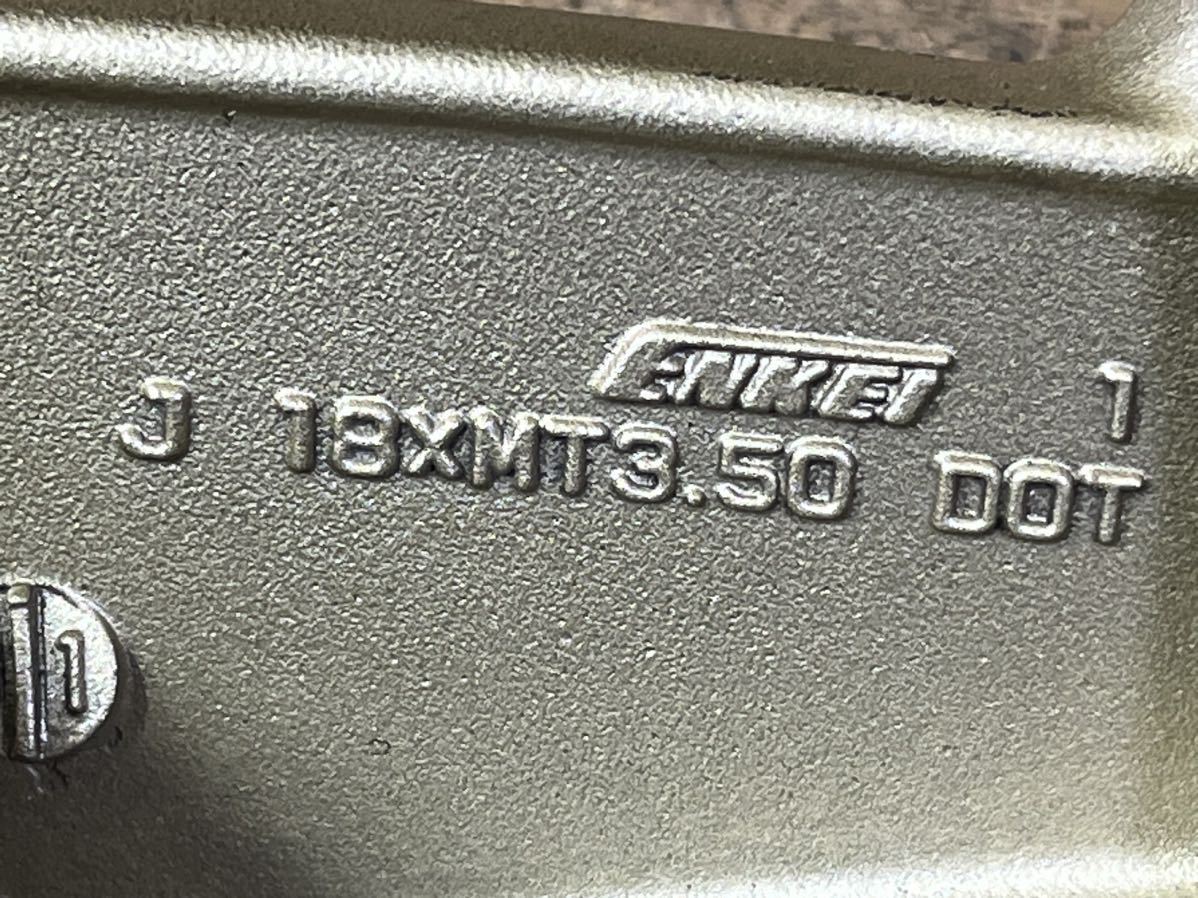 ENKEI 1
J 18XMT3.50 DOT
1